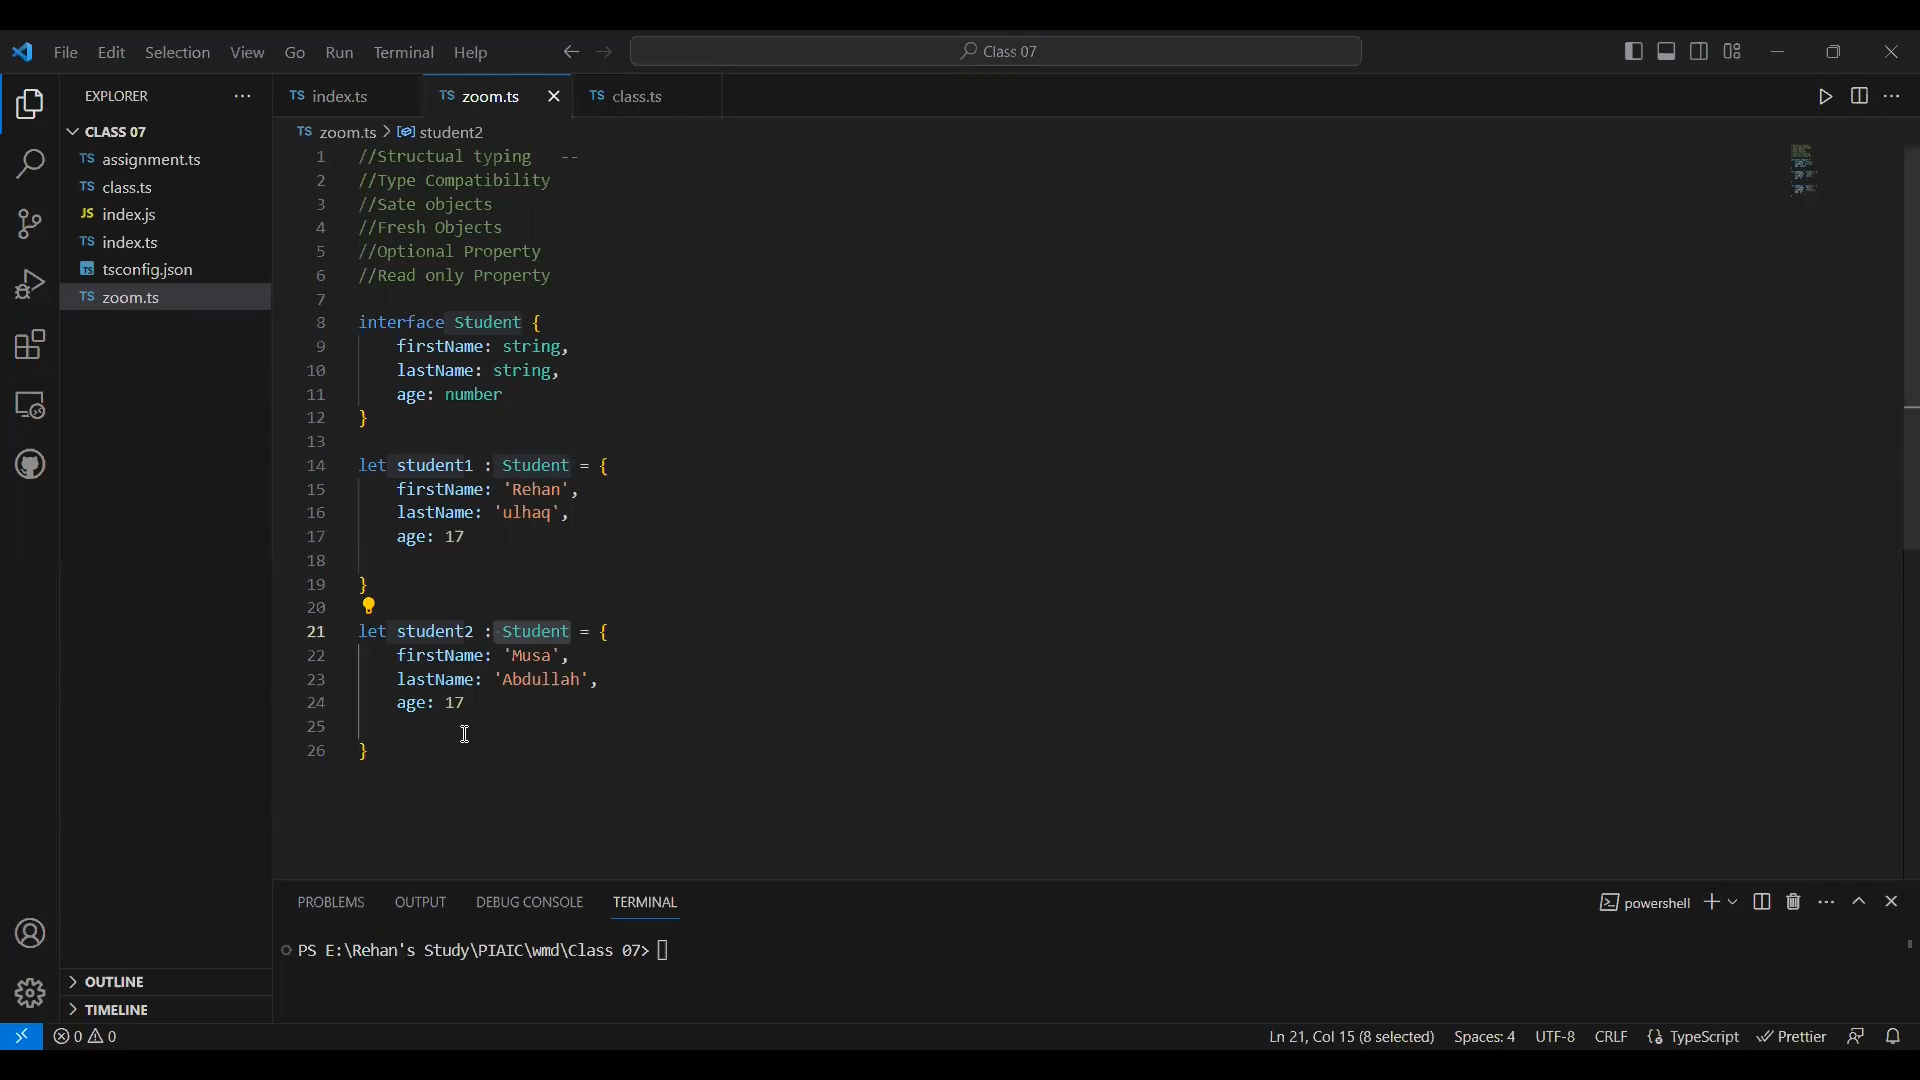 File Edit Selection View Go Run Terminal Help
Class 07
EXPLORER
TS index.ts
TS zoom.ts
TS class.ts
CLASS 07
TS assignment.ts
TS class.ts
JS index.js
TS index.ts
TS tsconfig.json
TS zoom.ts
TS zoom.ts > student2
1 //Structual typing --
2 //Type Compatibility
3 //Sate objects
4 //Fresh Objects
5 //Optional Property
6 //Read only Property
7
8 interface Student {
9 firstName: string,
10 lastName: string,
11 age: number
12 }
13
14 let student1 : Student = {
15 firstName: 'Rehan',
16 lastName: 'ulhaq',
17 age: 17
18
19 }
20
21 let student2 : Student = {
22 firstName: 'Musa',
23 lastName: 'Abdullah',
24 age: 17
25
26 }
PROBLEMS OUTPUT DEBUG CONSOLE TERMINAL
powershell
PS E:\Rehan's Study\PIAIC\wmd\Class 07>
OUTLINE
TIMELINE
0 0
Ln 21, Col 15 (8 selected) Spaces: 4 UTF-8 CRLF TypeScript Prettier